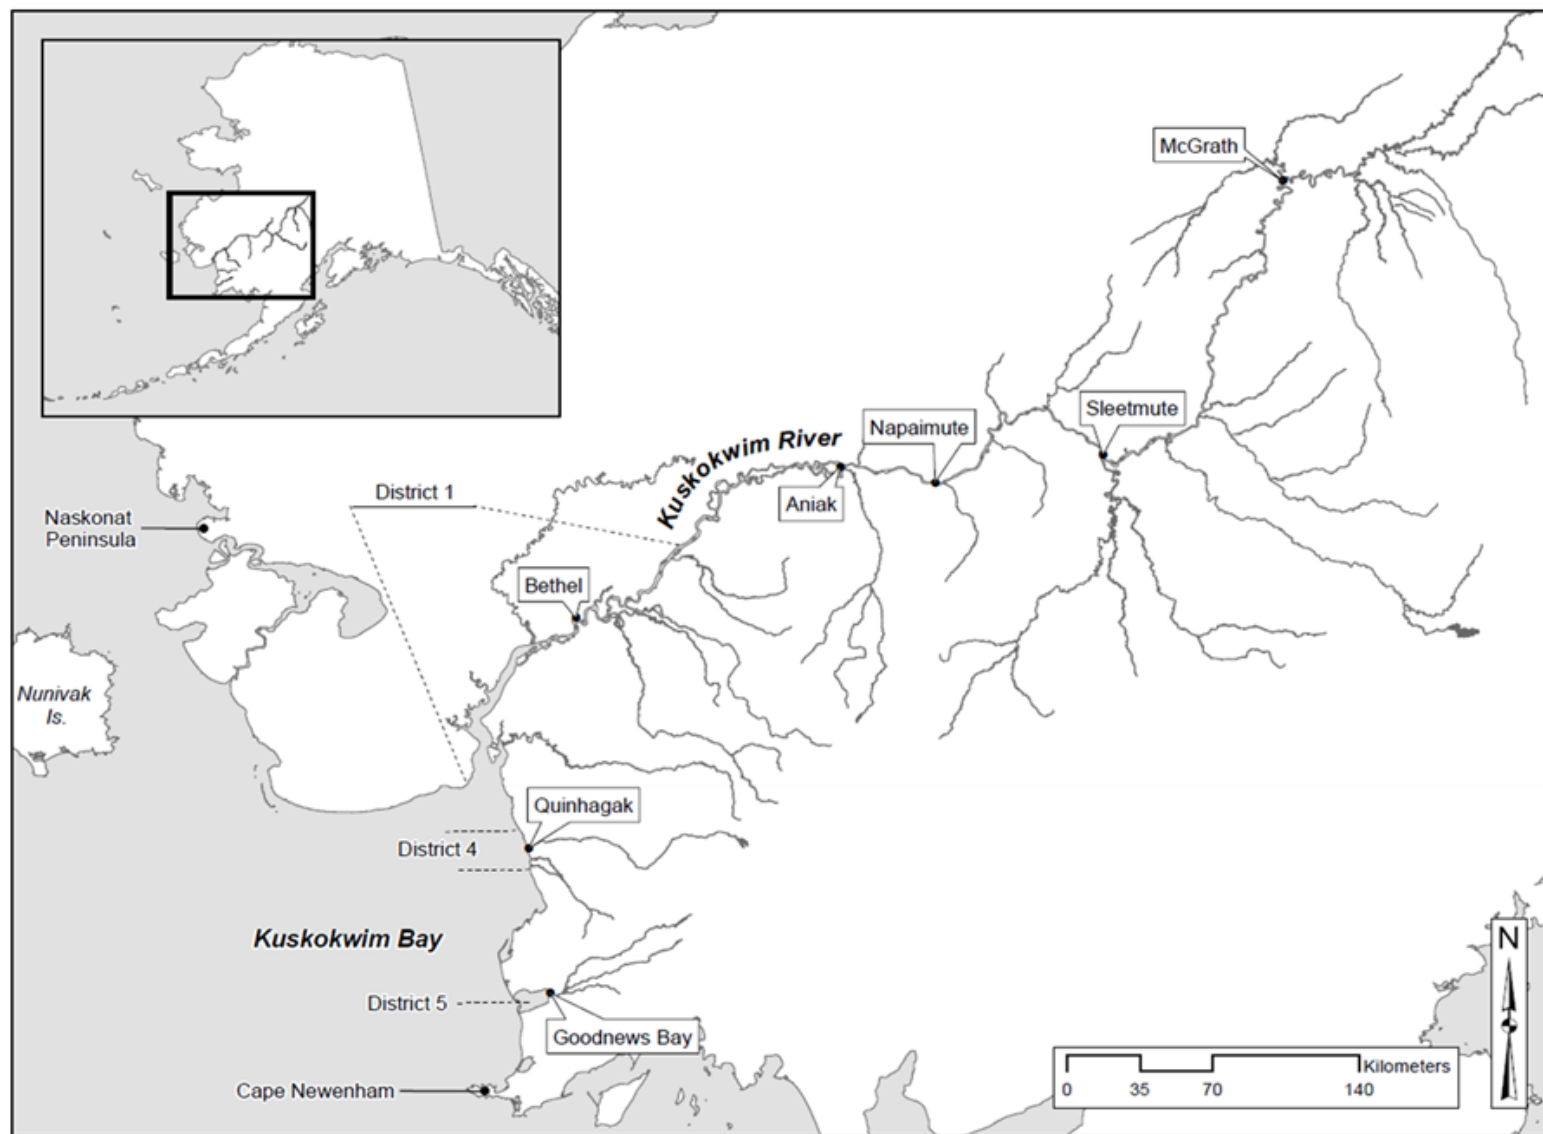 McGrath
Sleetmute
Napaimute
Kuskokwim River
Aniak
District 1
Naskonat
Peninsula
Bethel
Nunivak
Is.
Quinhagak
District 4
Kuskokwim Bay
District 5
Goodnews Bay
Cape Newenham
N
Kilometers
0 35 70 140